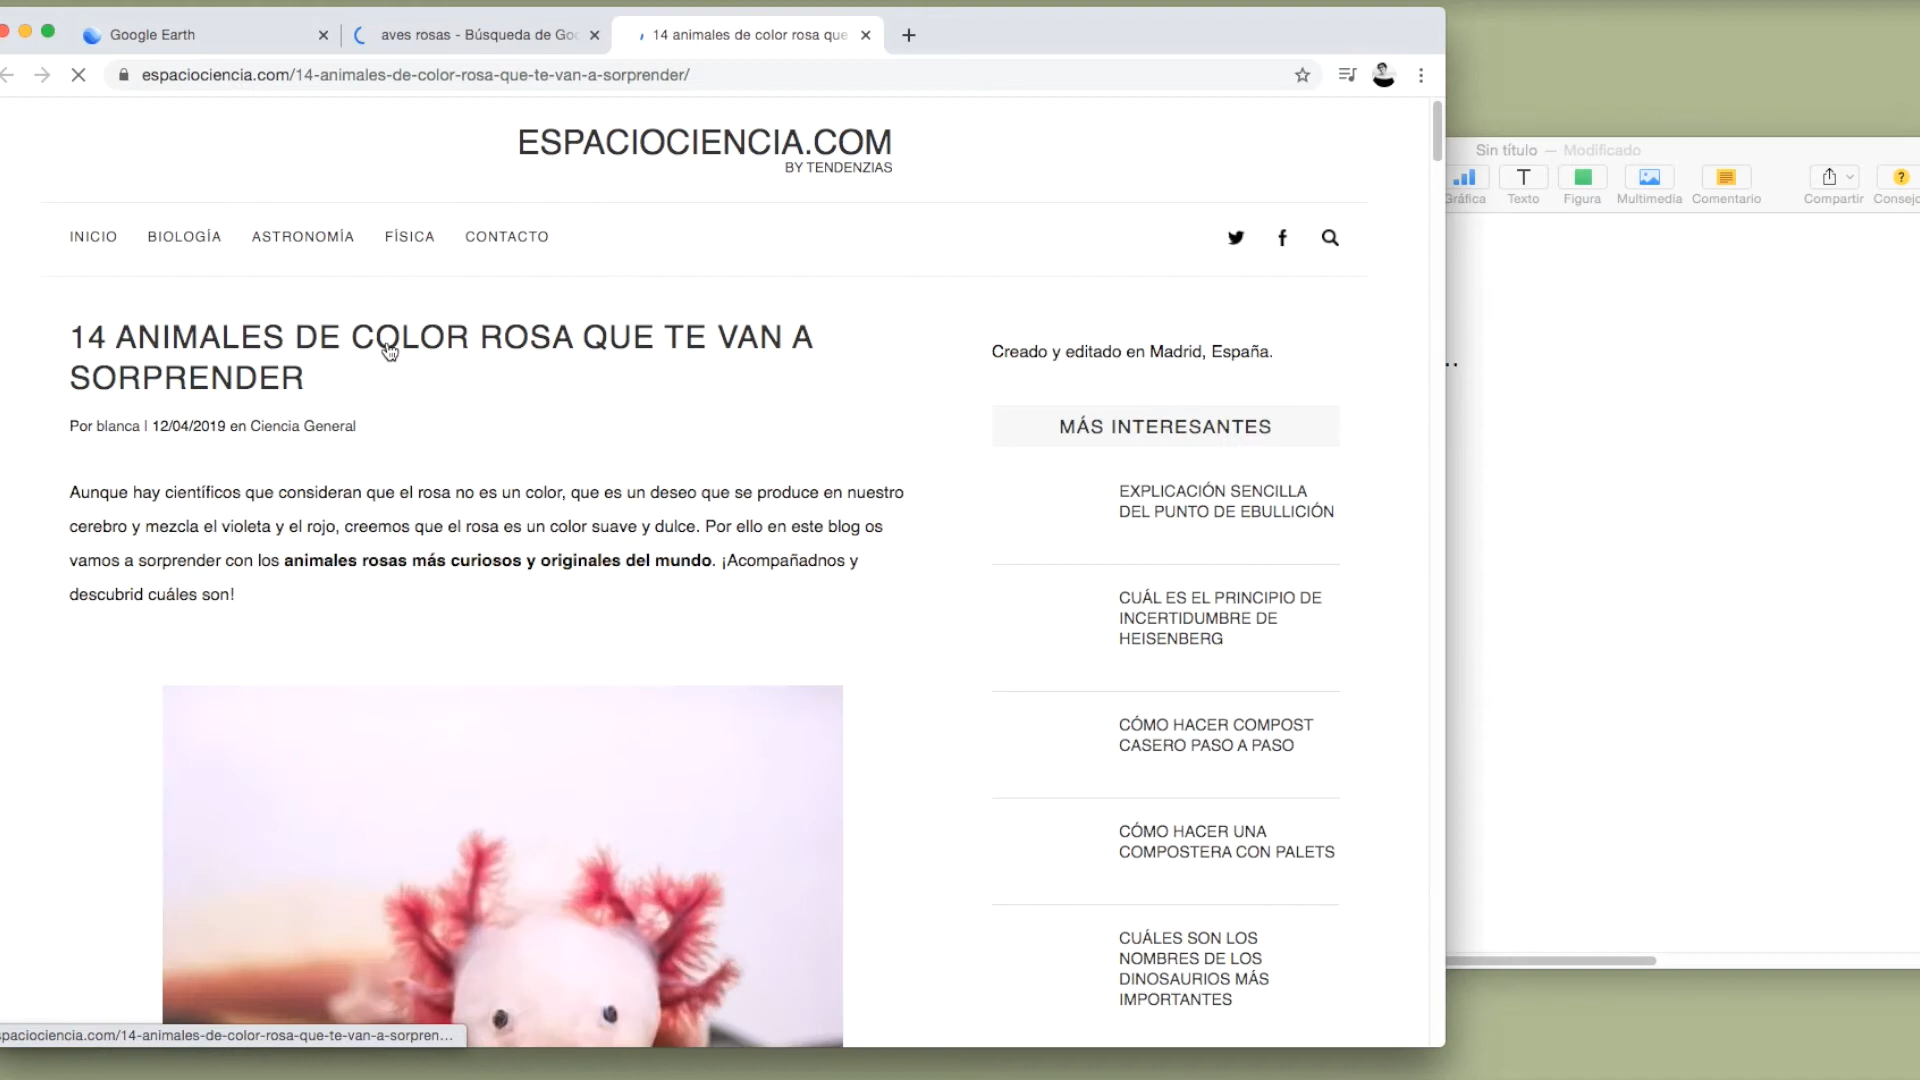 Google Earth
aves rosas - Búsqueda de Goo
14 animales de color rosa que
espaciociencia.com/14-animales-de-color-rosa-que-te-van-a-sorprender/
ESPACIOCIENCIA.COM
BY TENDENZIAS
INICIO BIOLOGÍA ASTRONOMÍA FÍSICA CONTACTO
14 ANIMALES DE COLOR ROSA QUE TE VAN A
SORPRENDER
Por blanca | 12/04/2019 en Ciencia General
Aunque hay científicos que consideran que el rosa no es un color, que es un deseo que se produce en nuestro
cerebro y mezcla el violeta y el rojo, creemos que el rosa es un color suave y dulce. Por ello en este blog os
vamos a sorprender con los animales rosas más curiosos y originales del mundo. ¡Acompañadnos y
descubrid cuáles son!
Creado y editado en Madrid, España.
MÁS INTERESANTES
EXPLICACIÓN SENCILLA
DEL PUNTO DE EBULLICIÓN
CUÁL ES EL PRINCIPIO DE
INCERTIDUMBRE DE
HEISENBERG
CÓMO HACER COMPOST
CASERO PASO A PASO
CÓMO HACER UNA
COMPOSTERA CON PALETS
CUÁLES SON LOS
NOMBRES DE LOS
DINOSAURIOS MÁS
IMPORTANTES
paciociencia.com/14-animales-de-color-rosa-que-te-van-a-sorpren...
Sin título — Modificado
Gráfica Texto Figura Multimedia Comentario Compartir Consejo
..